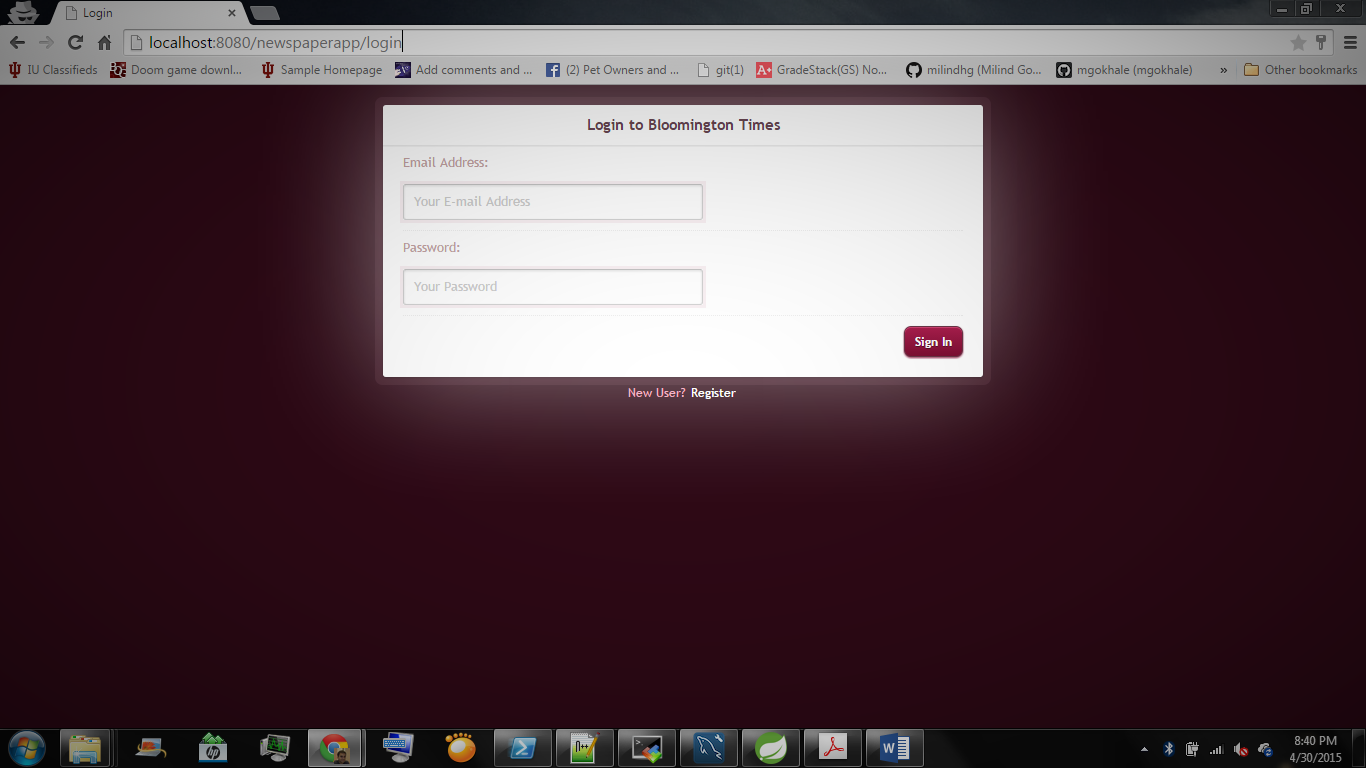 Login
localhost:8080/newspaperapp/login
IU Classifieds
Doom game downl...
Sample Homepage
Add comments and ...
(2) Pet Owners and ...
git(1)
A+ GradeStack(GS) No...
milindhg (Milind Go...
mgokhale (mgokhale)
»
Other bookmarks
Login to Bloomington Times
Email Address:
Your E-mail Address
Password:
Your Password
Sign In
New User? Register
8:40 PM
4/30/2015